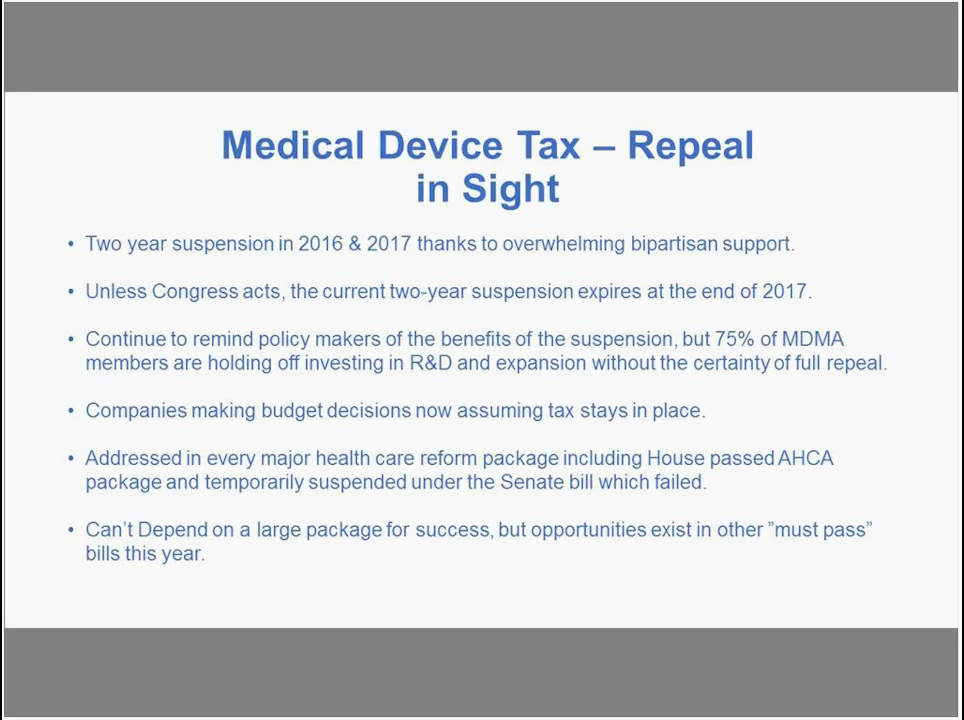 Medical Device Tax – Repeal
in Sight
• Two year suspension in 2016 & 2017 thanks to overwhelming bipartisan support.
• Unless Congress acts, the current two-year suspension expires at the end of 2017.
• Continue to remind policy makers of the benefits of the suspension, but 75% of MDMA
members are holding off investing in R&D and expansion without the certainty of full repeal.
• Companies making budget decisions now assuming tax stays in place.
• Addressed in every major health care reform package including House passed AHCA
package and temporarily suspended under the Senate bill which failed.
• Can’t Depend on a large package for success, but opportunities exist in other ”must pass”
bills this year.